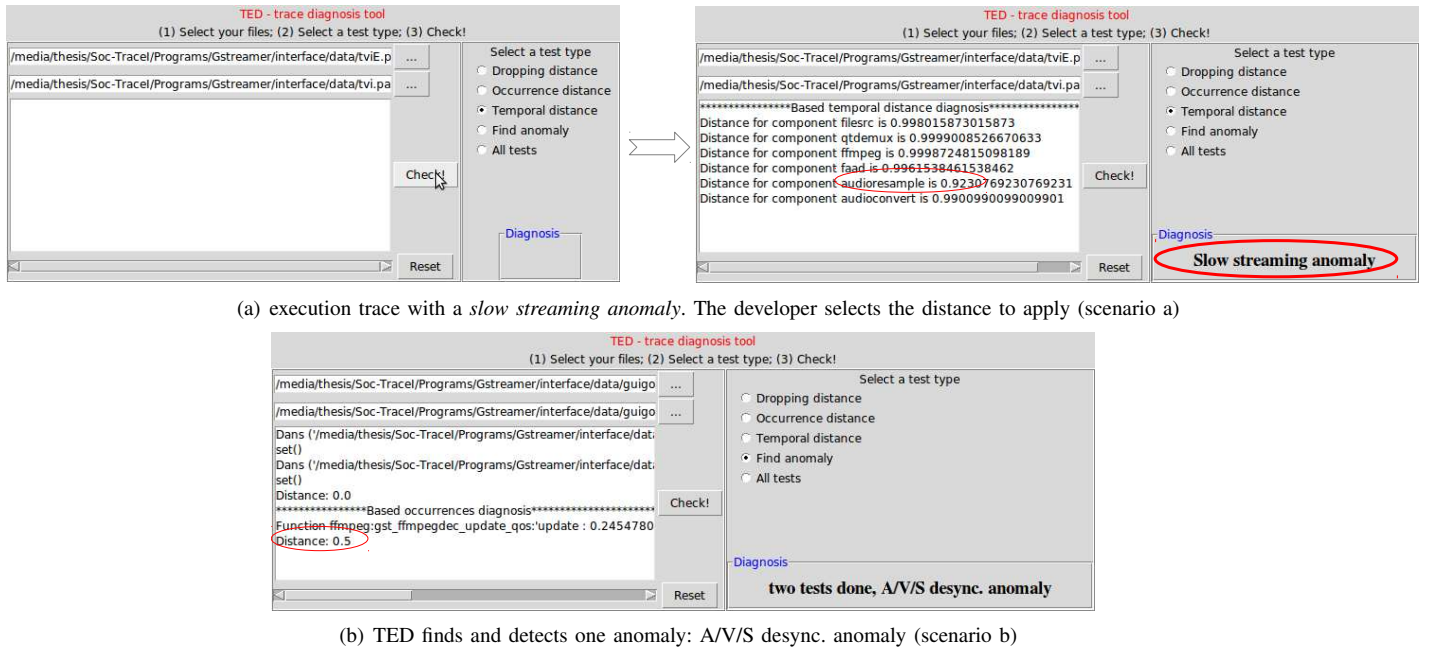 TED - trace diagnosis tool
(1) Select your files; (2) Select a test type; (3) Check!
/media/thesis/Soc-TraceI/Programs/Gstreamer/interface/data/tviE.p
...
/media/thesis/Soc-TraceI/Programs/Gstreamer/interface/data/tvi.pa
...
Select a test type
Dropping distance
Occurrence distance
Temporal distance
Find anomaly
All tests
Check!
Diagnosis
Reset
TED - trace diagnosis tool
(1) Select your files; (2) Select a test type; (3) Check!
/media/thesis/Soc-TraceI/Programs/Gstreamer/interface/data/tviE.p
...
/media/thesis/Soc-TraceI/Programs/Gstreamer/interface/data/tvi.pa
...
****************Based temporal distance diagnosis****************
Distance for component filesrc is 0.998015873015873
Distance for component qtdemux is 0.9999008526670633
Distance for component ffmpeg is 0.9998724815098189
Distance for component faad is 0.9961538461538462
Distance for component audioresample is 0.9230769230769231
Distance for component audioconvert is 0.9900990099009901
Select a test type
Dropping distance
Occurrence distance
Temporal distance
Find anomaly
All tests
Check!
Diagnosis
Slow streaming anomaly
Reset
(a) execution trace with a slow streaming anomaly. The developer selects the distance to apply (scenario a)
TED - trace diagnosis tool
(1) Select your files; (2) Select a test type; (3) Check!
/media/thesis/Soc-TraceI/Programs/Gstreamer/interface/data/guigo
...
/media/thesis/Soc-TraceI/Programs/Gstreamer/interface/data/guigo
...
Dans ('/media/thesis/Soc-TraceI/Programs/Gstreamer/interface/data
set()
Dans ('/media/thesis/Soc-TraceI/Programs/Gstreamer/interface/data
set()
Distance: 0.0
****************Based occurrences diagnosis**********************
Function ffmpeg:gst_ffmpegdec_update_qos:'update : 0.2454780
Distance: 0.5
Select a test type
Dropping distance
Occurrence distance
Temporal distance
Find anomaly
All tests
Check!
Diagnosis
two tests done, A/V/S desync. anomaly
Reset
(b) TED finds and detects one anomaly: A/V/S desync. anomaly (scenario b)